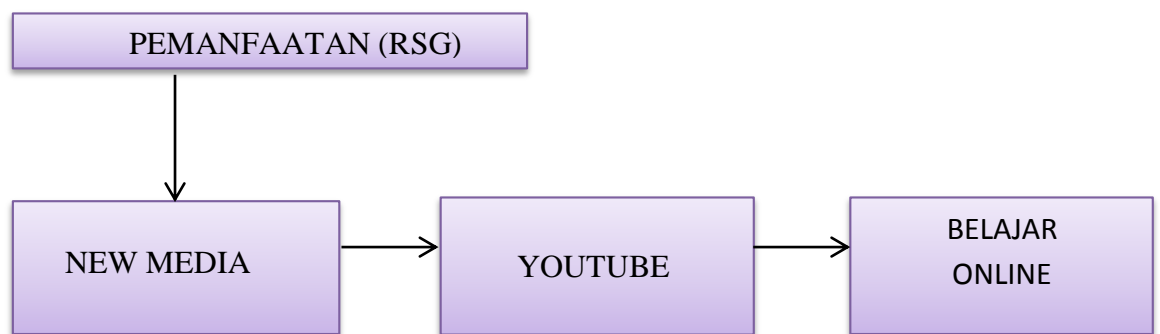 PEMANFAATAN (RSG)
NEW MEDIA
YOUTUBE
BELAJAR
ONLINE